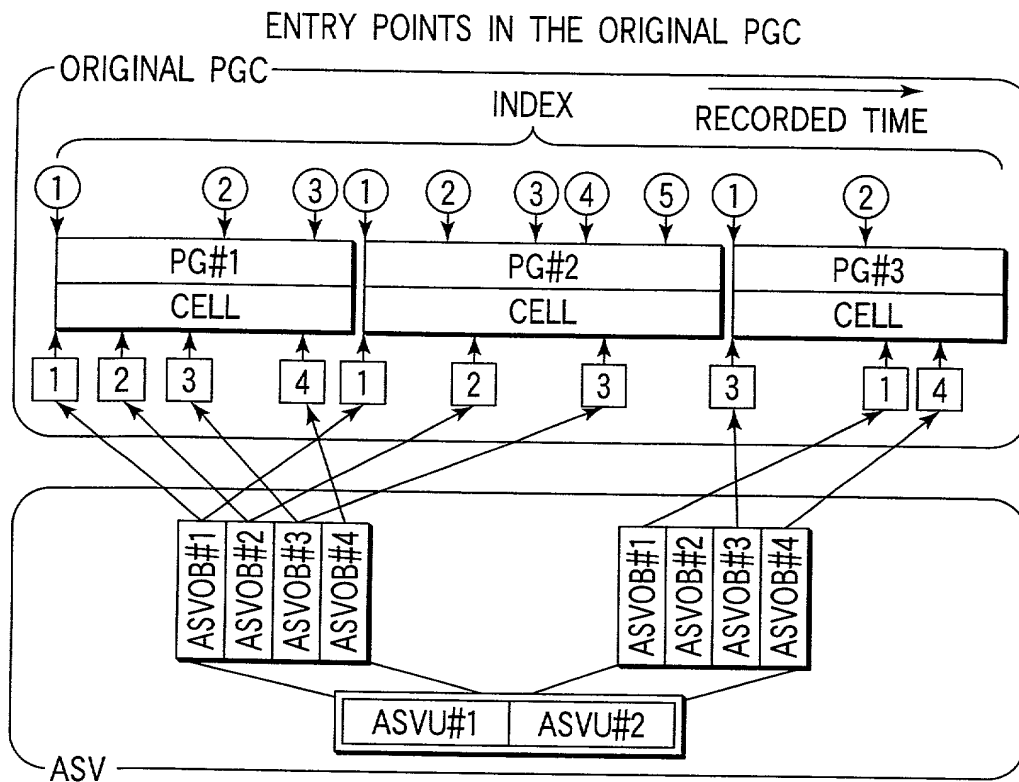 ENTRY POINTS IN THE ORIGINAL PGC
ORIGINAL PGC
INDEX
RECORDED TIME
1 2 3 1 2 3 4 5 1 2
PG#1 PG#2 PG#3
CELL CELL CELL
1 2 3 4 1 2 3 3 1 4
ASVOB#1
ASVOB#2
ASVOB#3
ASVOB#4
ASVOB#1
ASVOB#2
ASVOB#3
ASVOB#4
ASVU#1 ASVU#2
ASV